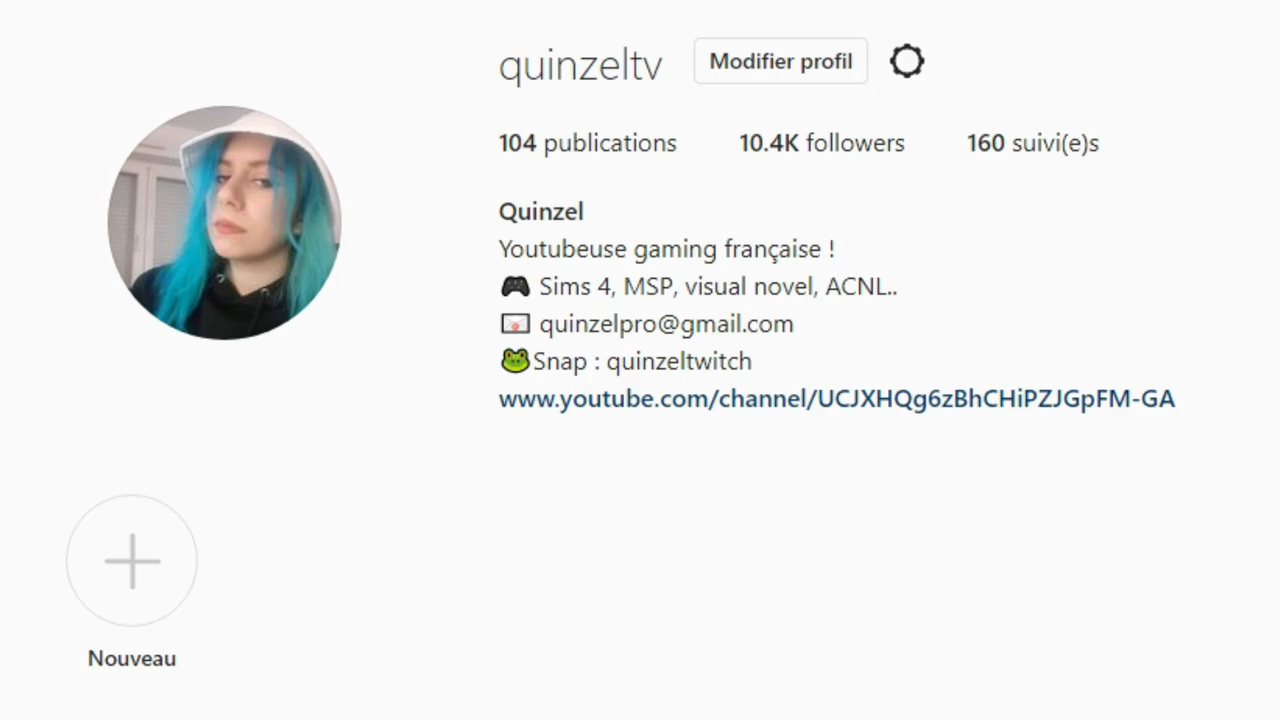 quinzeltv Modifier profil
104 publications 10.4K followers 160 suivi(e)s
Quinzel
Youtubeuse gaming française !
🎮 Sims 4, MSP, visual novel, ACNL..
💌 quinzelpro@gmail.com
🐸Snap : quinzeltwitch
www.youtube.com/channel/UCJXHQg6zBhCHiPZJGpFM-GA
Nouveau